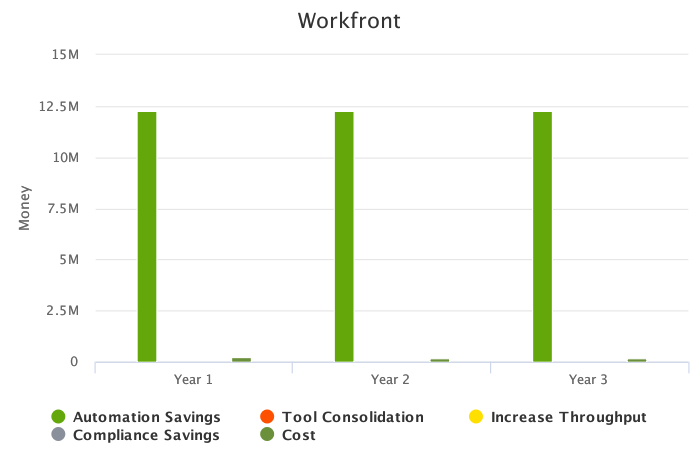 Workfront
15M
12.5M
10M
7.5M
5M
2.5M
0
Money
Year 1 Year 2 Year 3
Automation Savings Tool Consolidation Increase Throughput
Compliance Savings Cost